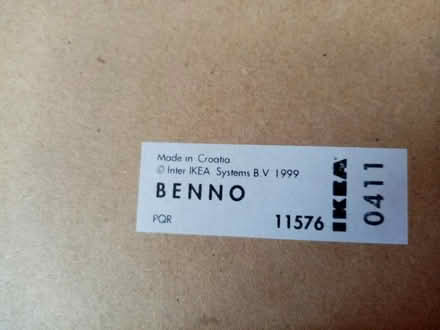 Made in Croatia
© Inter IKEA Systems B.V 1999
BENNO
PQR 11576
IKEA
0411